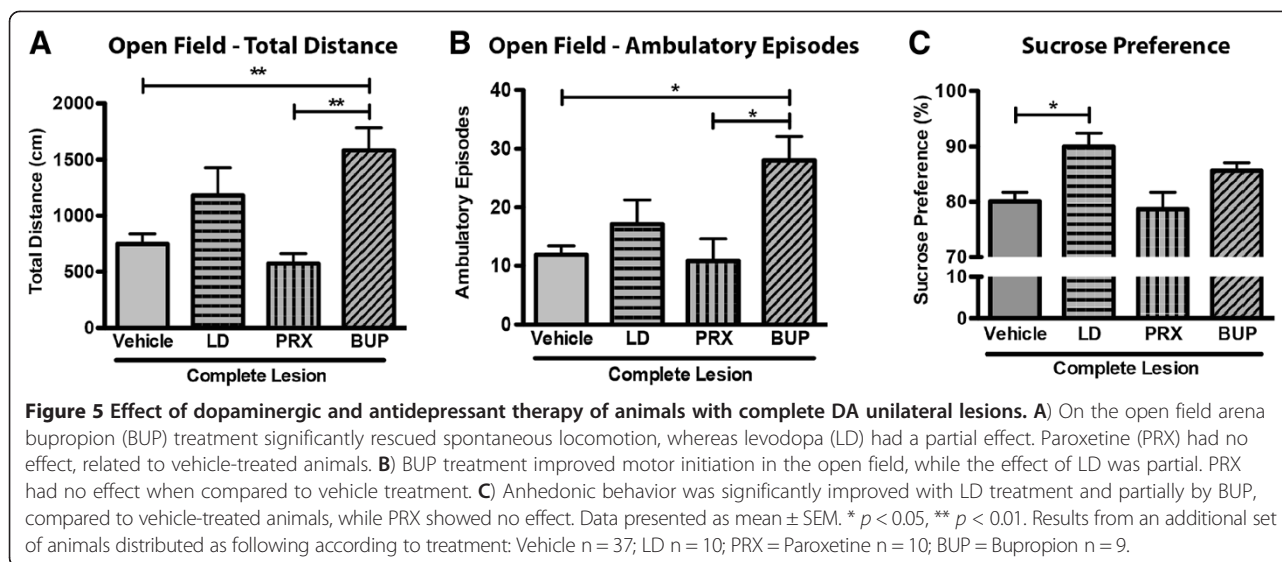 A Open Field - Total Distance
**
**
Total Distance (cm)
2000
1500
1000
500
0
Vehicle LD PRX BUP
Complete Lesion
B Open Field - Ambulatory Episodes
*
*
Ambulatory Episodes
40
30
20
10
0
Vehicle LD PRX BUP
Complete Lesion
C Sucrose Preference
*
Sucrose Preference (%)
100
90
80
70
10
0
Vehicle LD PRX BUP
Complete Lesion
Figure 5 Effect of dopaminergic and antidepressant therapy of animals with complete DA unilateral lesions. A) On the open field arena
bupropion (BUP) treatment significantly rescued spontaneous locomotion, whereas levodopa (LD) had a partial effect. Paroxetine (PRX) had no
effect, related to vehicle-treated animals. B) BUP treatment improved motor initiation in the open field, while the effect of LD was partial. PRX
had no effect when compared to vehicle treatment. C) Anhedonic behavior was significantly improved with LD treatment and partially by BUP,
compared to vehicle-treated animals, while PRX showed no effect. Data presented as mean ± SEM. * p < 0.05, ** p < 0.01. Results from an additional set
of animals distributed as following according to treatment: Vehicle n = 37; LD n = 10; PRX = Paroxetine n = 10; BUP = Bupropion n = 9.